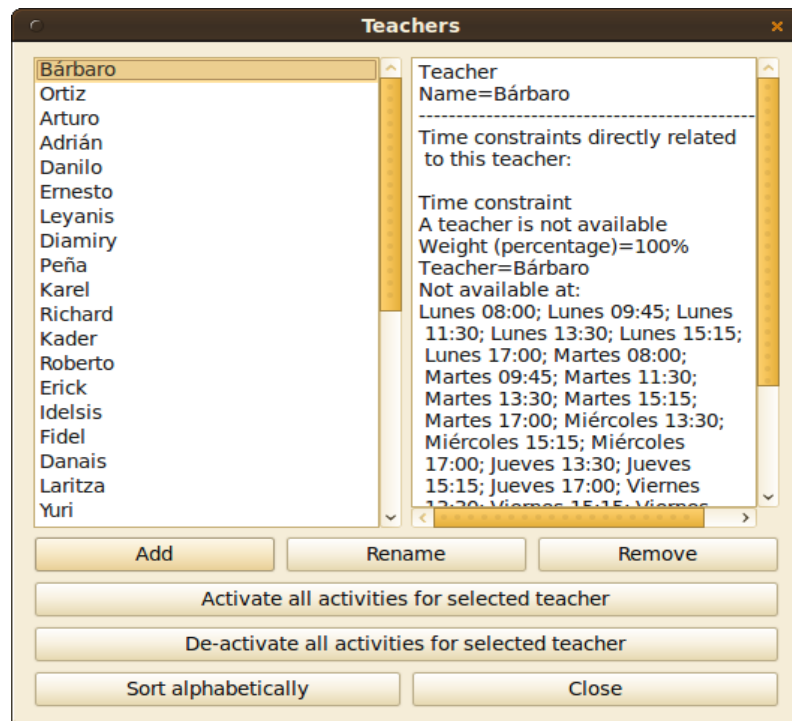 Teachers
Bárbaro
Ortiz
Arturo
Adrián
Danilo
Ernesto
Leyanis
Diamiry
Peña
Karel
Richard
Kader
Roberto
Erick
Idelsis
Fidel
Danais
Laritza
Yuri
Teacher
Name=Bárbaro
------------------------------------------------
Time constraints directly related
to this teacher:
Time constraint
A teacher is not available
Weight (percentage)=100%
Teacher=Bárbaro
Not available at:
Lunes 08:00; Lunes 09:45; Lunes
11:30; Lunes 13:30; Lunes 15:15;
Lunes 17:00; Martes 08:00;
Martes 09:45; Martes 11:30;
Martes 13:30; Martes 15:15;
Martes 17:00; Miércoles 13:30;
Miércoles 15:15; Miércoles
17:00; Jueves 13:30; Jueves
15:15; Jueves 17:00; Viernes
13:30; Viernes 15:15; Viernes
Add
Rename
Remove
Activate all activities for selected teacher
De-activate all activities for selected teacher
Sort alphabetically
Close